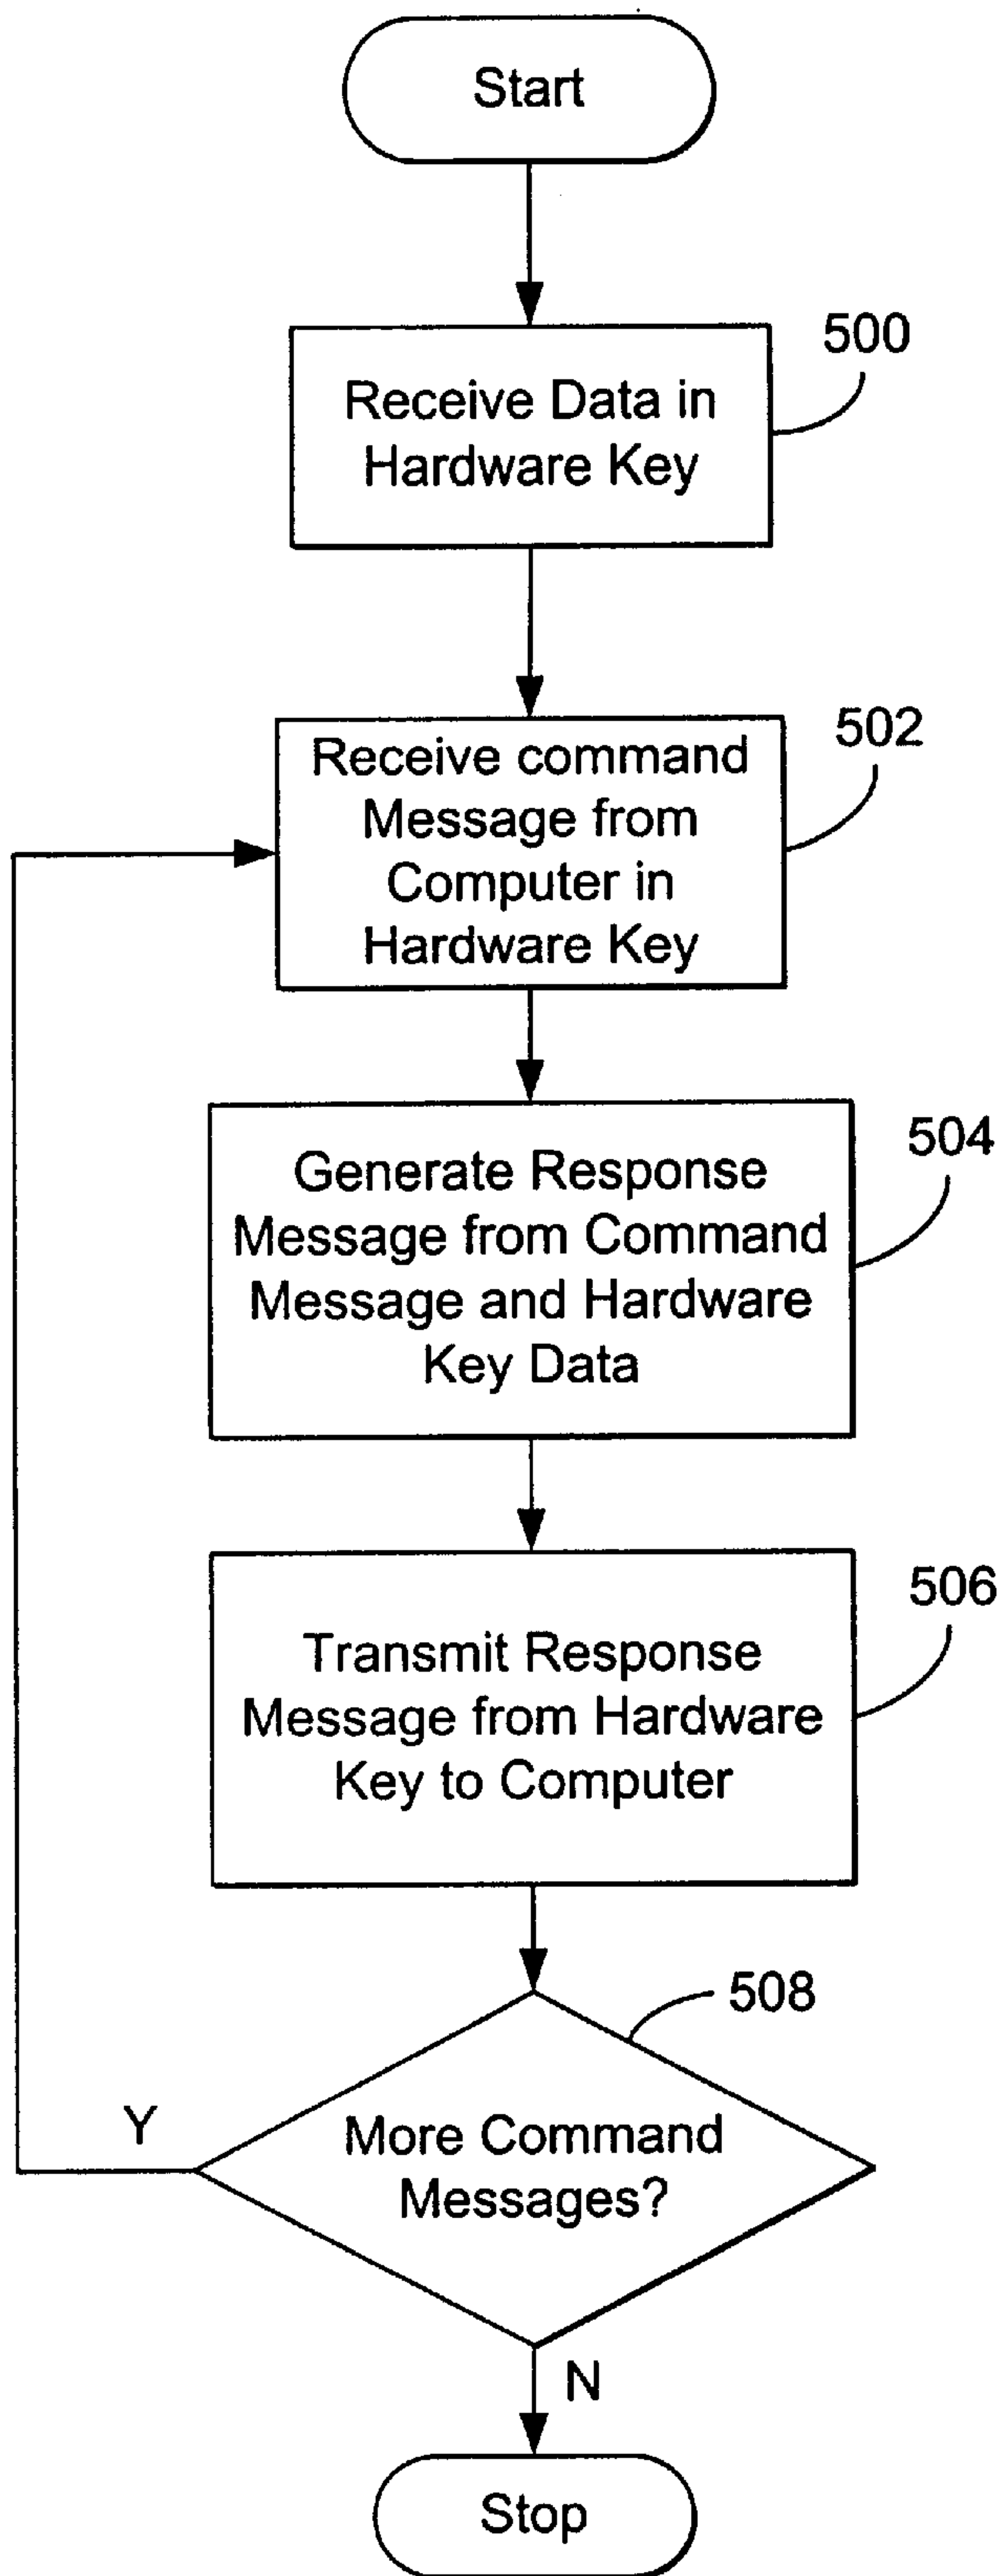 Start
500
Receive Data in
Hardware Key
502
Receive command
Message from
Computer in
Hardware Key
504
Generate Response
Message from Command
Message and Hardware
Key Data
506
Transmit Response
Message from Hardware
Key to Computer
508
Y
More Command
Messages?
N
Stop